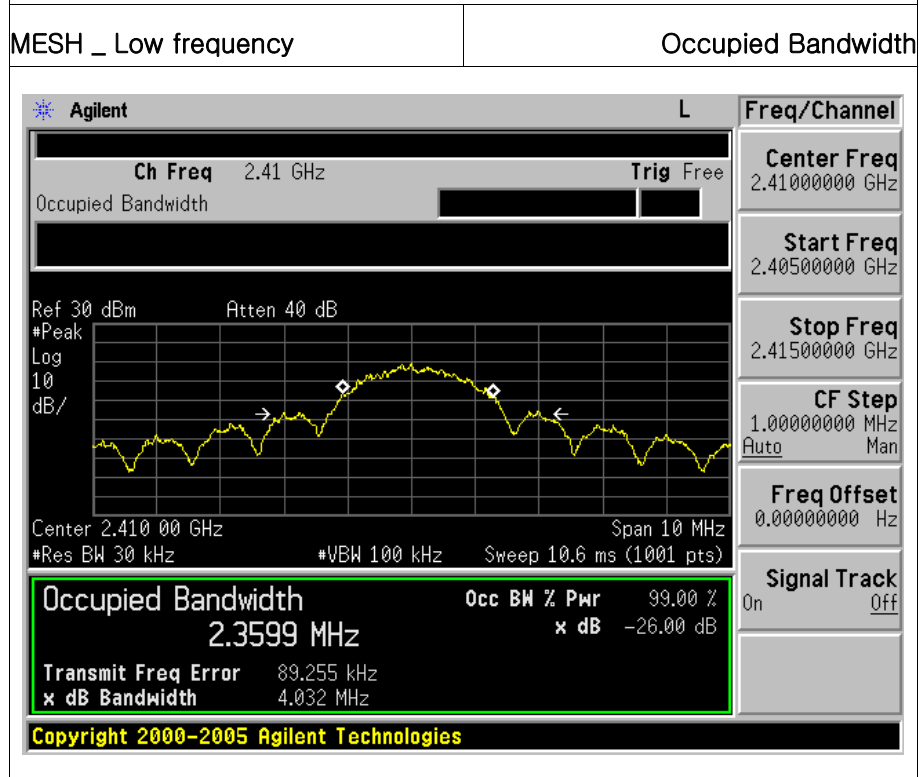 MESH _ Low frequency
Occupied Bandwidth
Agilent
L
Freq/Channel
Ch Freq 2.41 GHz
Trig Free
Occupied Bandwidth
Center Freq
2.41000000 GHz
Start Freq
2.40500000 GHz
Stop Freq
2.41500000 GHz
CF Step
1.00000000 MHz
Auto Man
Freq Offset
0.00000000 Hz
Signal Track
On Off
Ref 30 dBm
Atten 40 dB
#Peak
Log
10
dB/
Center 2.410 00 GHz
Span 10 MHz
#Res BW 30 kHz
#VBW 100 kHz
Sweep 10.6 ms (1001 pts)
Occupied Bandwidth
2.3599 MHz
Occ BW % Pwr 99.00 %
x dB -26.00 dB
Transmit Freq Error 89.255 kHz
x dB Bandwidth 4.032 MHz
Copyright 2000-2005 Agilent Technologies